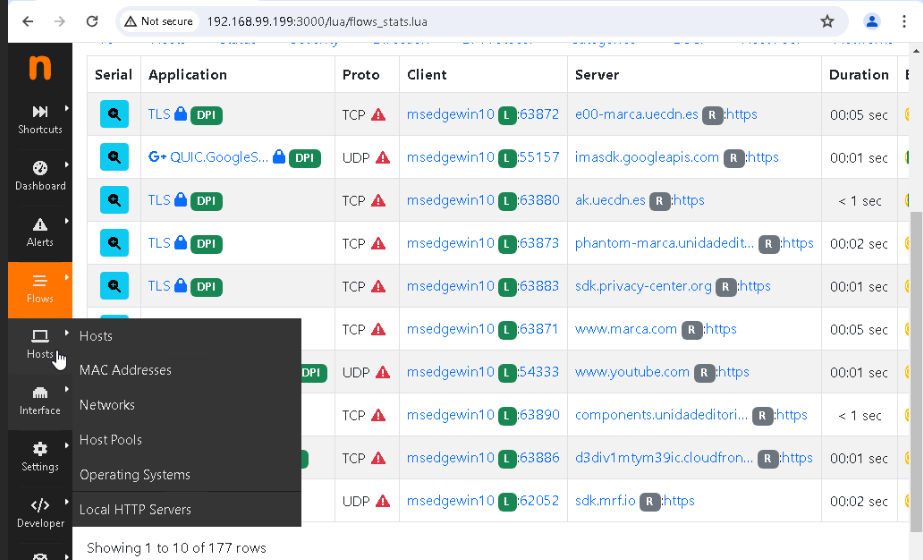 Not secure 192.168.99.199:3000/lua/flows_stats.lua
n
Shortcuts
Dashboard
Alerts
Flows
Hosts
Interface
Settings
Developer
Serial Application Proto Client Server Duration
TLS DPI TCP msedgewin10 L :63872 e00-marca.uecdn.es R :https 00:05 sec
G+ QUIC.GoogleS... DPI UDP msedgewin10 L :55157 imasdk.googleapis.com R :https 00:01 sec
TLS DPI TCP msedgewin10 L :63880 ak.uecdn.es R :https < 1 sec
TLS DPI TCP msedgewin10 L :63873 phantom-marca.unidadedit... R :https 00:02 sec
TLS DPI TCP msedgewin10 L :63883 sdk.privacy-center.org R :https 00:01 sec
TCP msedgewin10 L :63871 www.marca.com R :https 00:05 sec
DPI UDP msedgewin10 L :54333 www.youtube.com R :https 00:01 sec
TCP msedgewin10 L :63890 components.unidadeditori... R :https < 1 sec
TCP msedgewin10 L :63886 d3div1mtym39ic.cloudfron... R :https 00:01 sec
UDP msedgewin10 L :62052 sdk.mrf.io R :https 00:02 sec
Hosts
MAC Addresses
Networks
Host Pools
Operating Systems
Local HTTP Servers
Showing 1 to 10 of 177 rows